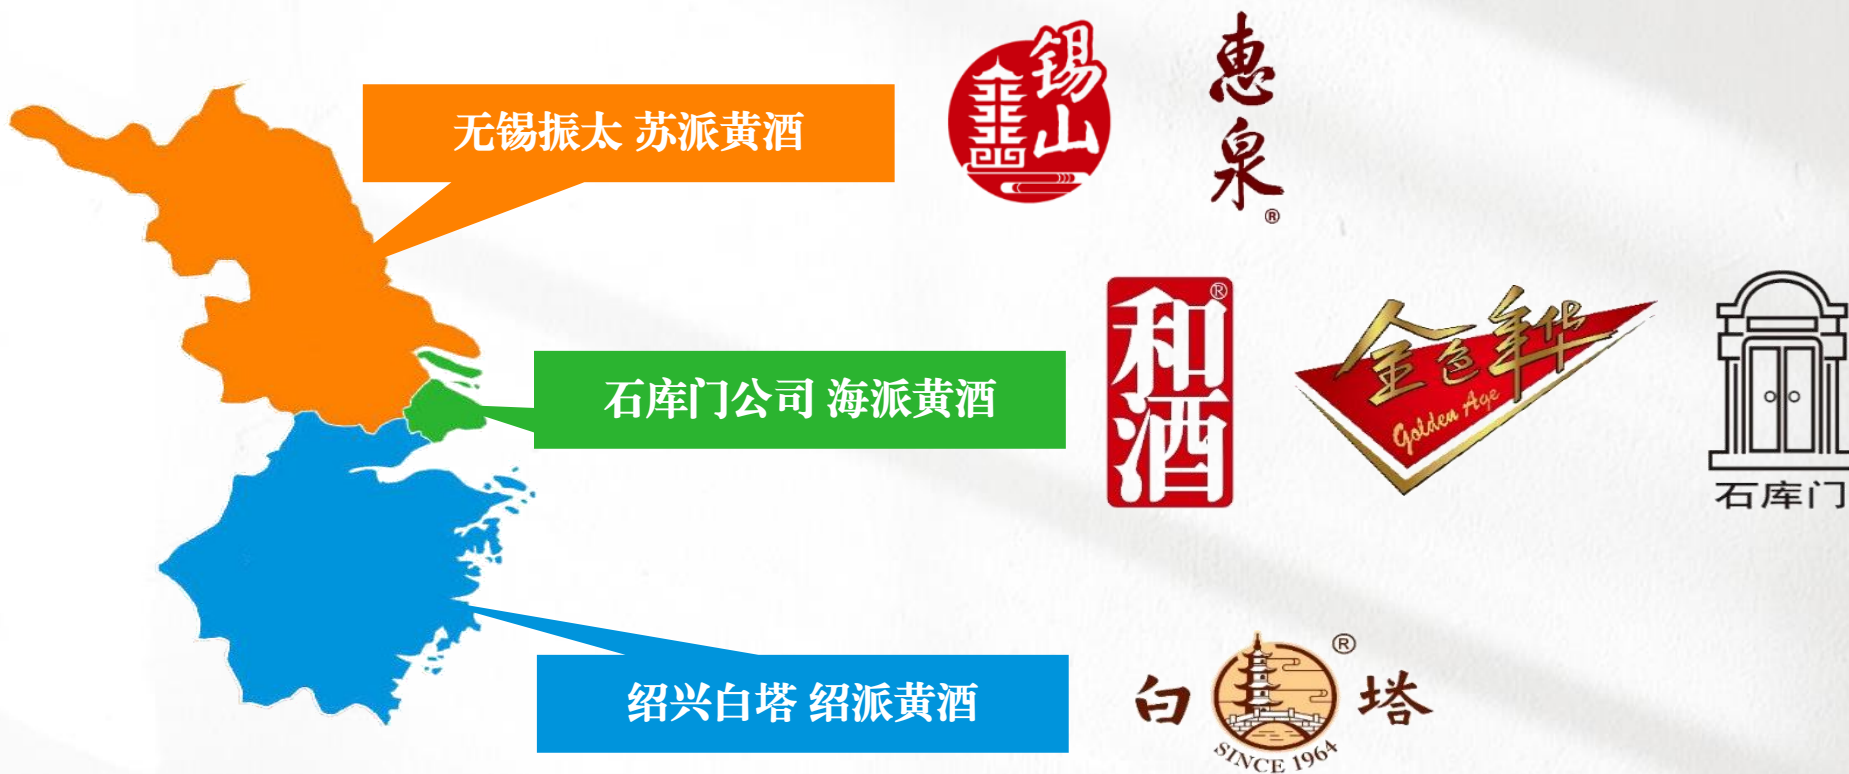 无锡振太 苏派黄酒
锡山
惠泉
®
石库门公司 海派黄酒
和酒
®
金色年华
Golden Age
石库门
绍兴白塔 绍派黄酒
白塔
®
SINCE 1964